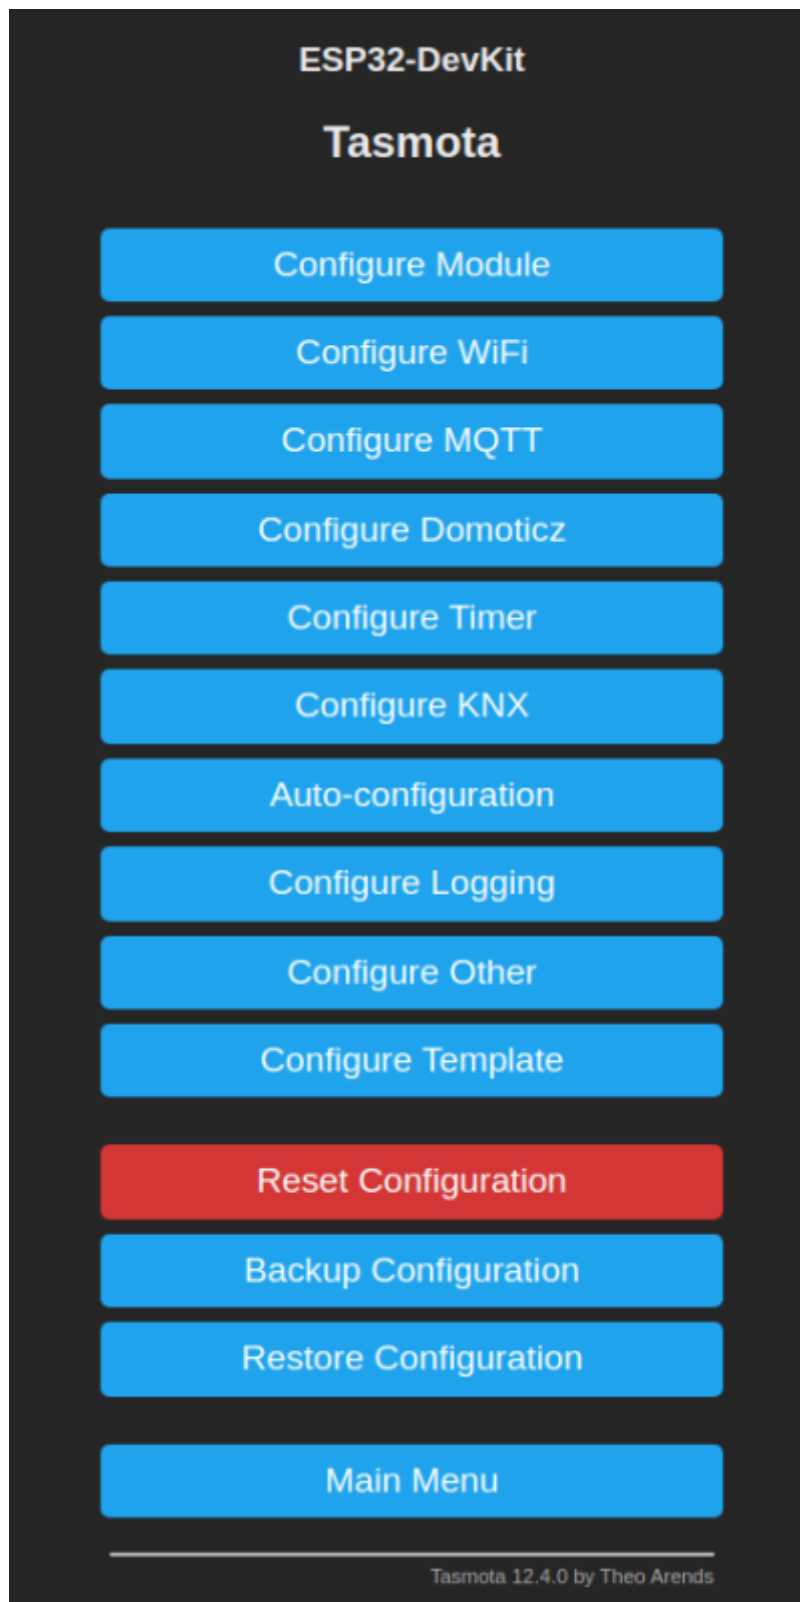 ESP32-DevKit
Tasmota
Configure Module
Configure WiFi
Configure MQTT
Configure Domoticz
Configure Timer
Configure KNX
Auto-configuration
Configure Logging
Configure Other
Configure Template
Reset Configuration
Backup Configuration
Restore Configuration
Main Menu
Tasmota 12.4.0 by Theo Arends